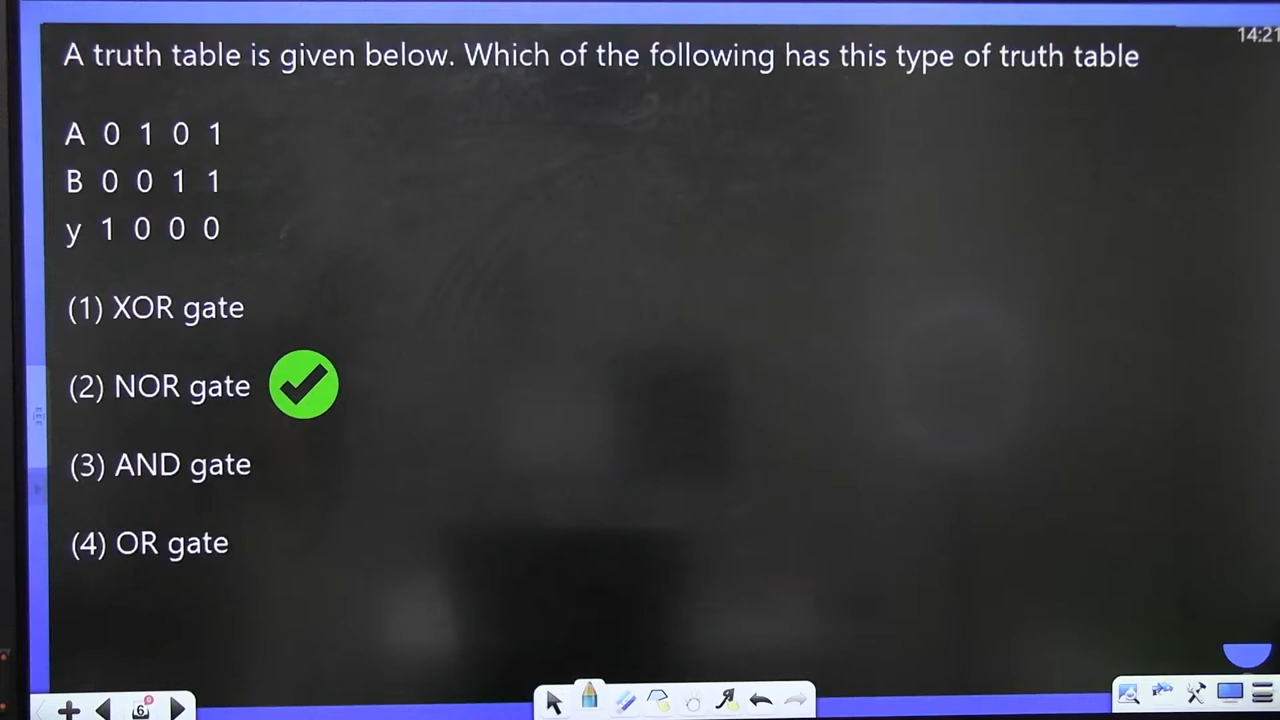 14:21
A truth table is given below. Which of the following has this type of truth table
A 0 1 0 1
B 0 0 1 1
y 1 0 0 0
(1) XOR gate
(2) NOR gate
(3) AND gate
(4) OR gate
6